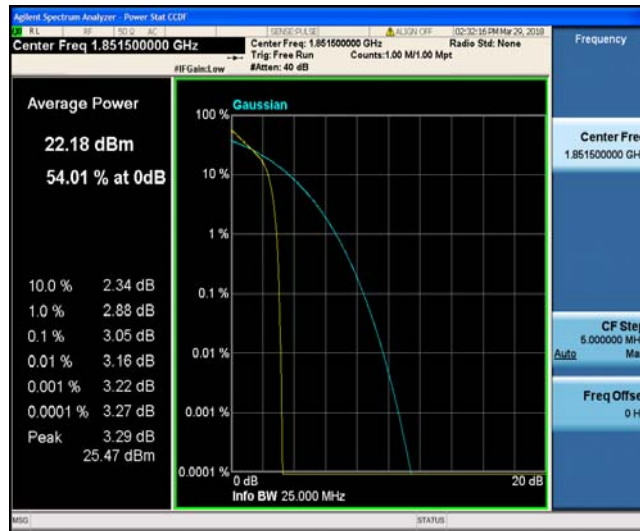 Agilent Spectrum Analyzer - Power Stat CCDF
RL RF 50 Ω AC SENSE:PULSE ALIGN OFF 02:32:16 PM Mar 29, 2018
Center Freq 1.851500000 GHz
Center Freq: 1.851500000 GHz Radio Std: None
Trig: Free Run Counts:1.00 M/1.00 Mpt
#IFGain:Low #Atten: 40 dB
Frequency
Average Power
22.18 dBm
54.01 % at 0dB
10.0 % 2.34 dB
1.0 % 2.88 dB
0.1 % 3.05 dB
0.01 % 3.16 dB
0.001 % 3.22 dB
0.0001 % 3.27 dB
Peak 3.29 dB
25.47 dBm
Gaussian
100 %
10 %
1 %
0.1 %
0.01 %
0.001 %
0.0001 %
0 dB 20 dB
Info BW 25.000 MHz
Center Fre
1.851500000 GH
CF Step
5.000000 MH
Auto Ma
Freq Offse
0 H
MSG STATUS